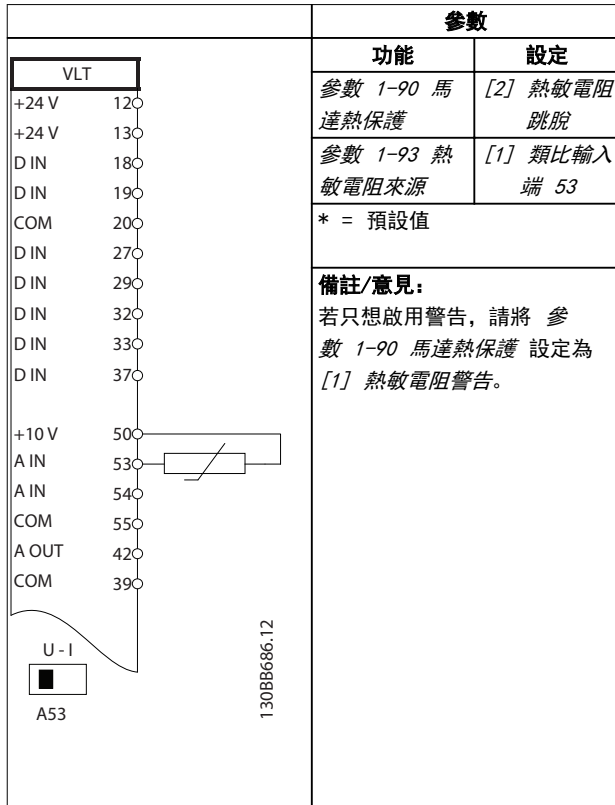 VLT
+24 V 12
+24 V 13
D IN 18
D IN 19
COM 20
D IN 27
D IN 29
D IN 32
D IN 33
D IN 37
+10 V 50
A IN 53
A IN 54
COM 55
A OUT 42
COM 39
U - I
A53
130BB686.12
參數
功能 設定
參數 1-90 馬
達熱保護
[2] 熱敏電阻
跳脫
參數 1-93 熱
敏電阻來源
[1] 類比輸入
端 53
* = 預設值
備註/意見：
若只想啟用警告，請將 參
數 1-90 馬達熱保護 設定為
[1] 熱敏電阻警告。